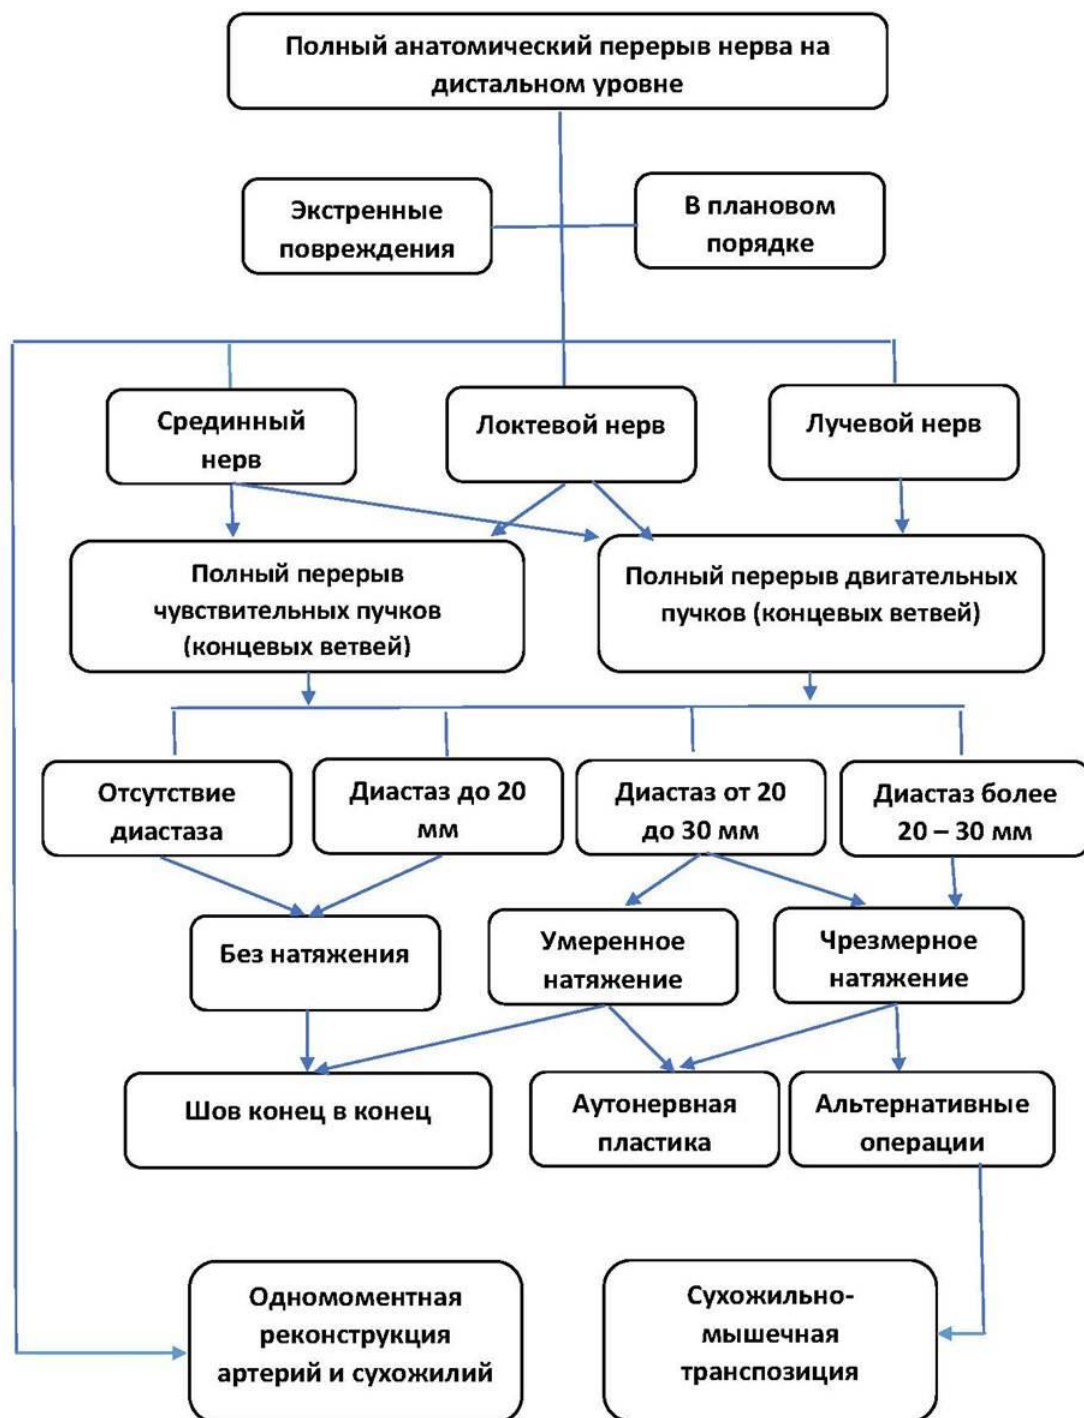 Полный анатомический перерыв нерва на
дистальном уровне
Экстренные
повреждения
В плановом
порядке
Срединный
нерв
Локтевой нерв
Лучевой нерв
Полный перерыв
чувствительных пучков
(концевых ветвей)
Полный перерыв двигательных
пучков (концевых ветвей)
Отсутствие
диастаза
Диастаз до 20
мм
Диастаз от 20
до 30 мм
Диастаз более
20 – 30 мм
Без натяжения
Умеренное
натяжение
Чрезмерное
натяжение
Шов конец в конец
Аутонервная
пластика
Альтернативные
операции
Одномоментная
реконструкция
артерий и сухожилий
Сухожильно-
мышечная
транспозиция